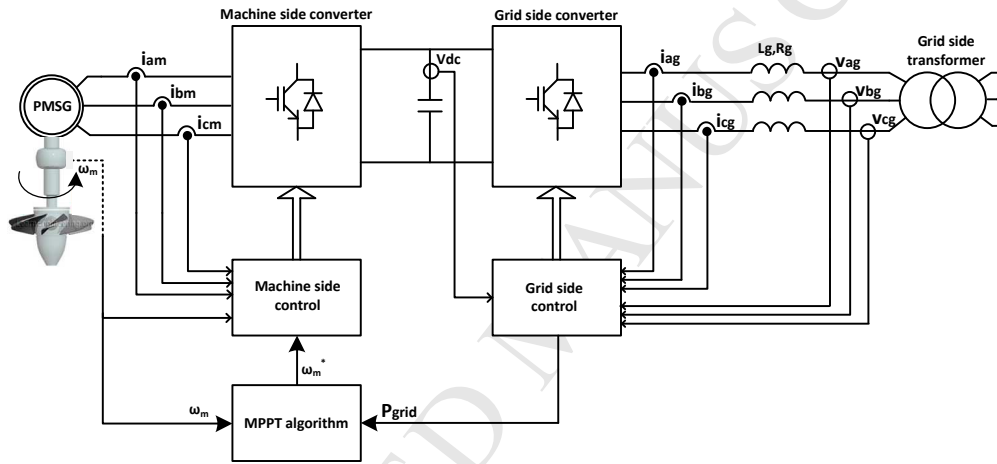 Machine side converter
Grid side converter
iam
ibm
icm
PMSG
ωm
Vdc
iag
ibg
icg
Lg,Rg
vag
vbg
vcg
Grid side
transformer
Machine side
control
Grid side
control
ωm*
ωm
MPPT algorithm
Pgrid